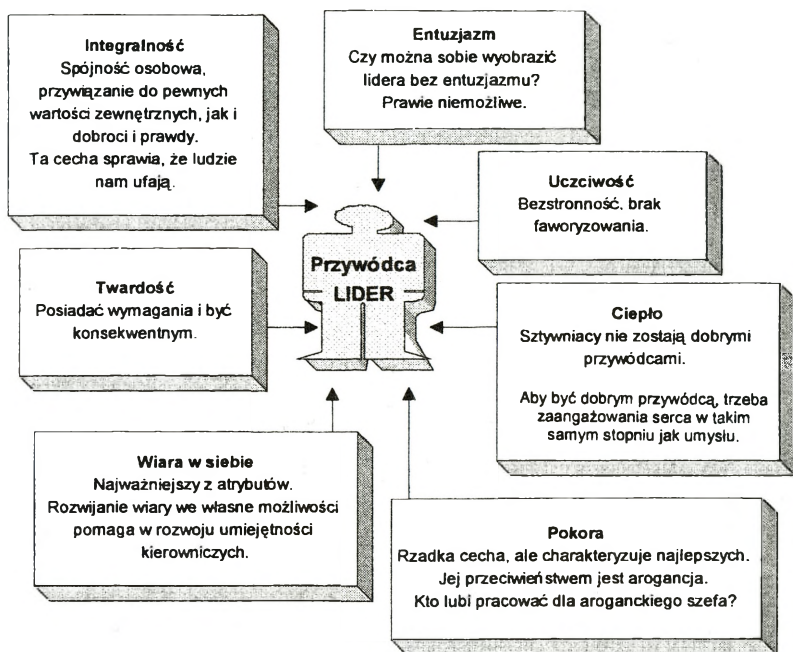 Integralność
Spójność osobowa,
przywiązanie do pewnych
wartości zewnętrznych, jak i
dobroci i prawdy.
Ta cecha sprawia, że ludzie
nam ufają.
Entuzjazm
Czy można sobie wyobrazić
lidera bez entuzjazmu?
Prawie niemożliwe.
Uczciwość
Bezstronność, brak
faworyzowania.
Przywódca
LIDER
Twardość
Posiadać wymagania i być
konsekwentnym.
Ciepło
Sztywniacy nie zostają dobrymi
przywódcami.
Aby być dobrym przywódcą, trzeba
zaangażowania serca w takim
samym stopniu jak umysłu.
Wiara w siebie
Najważniejszy z atrybutów.
Rozwijanie wiary we własne możliwości
pomaga w rozwoju umiejętności
kierowniczych.
Pokora
Rzadka cecha, ale charakteryzuje najlepszych.
Jej przeciwieństwem jest arogancja.
Kto lubi pracować dla aroganckiego szefa?